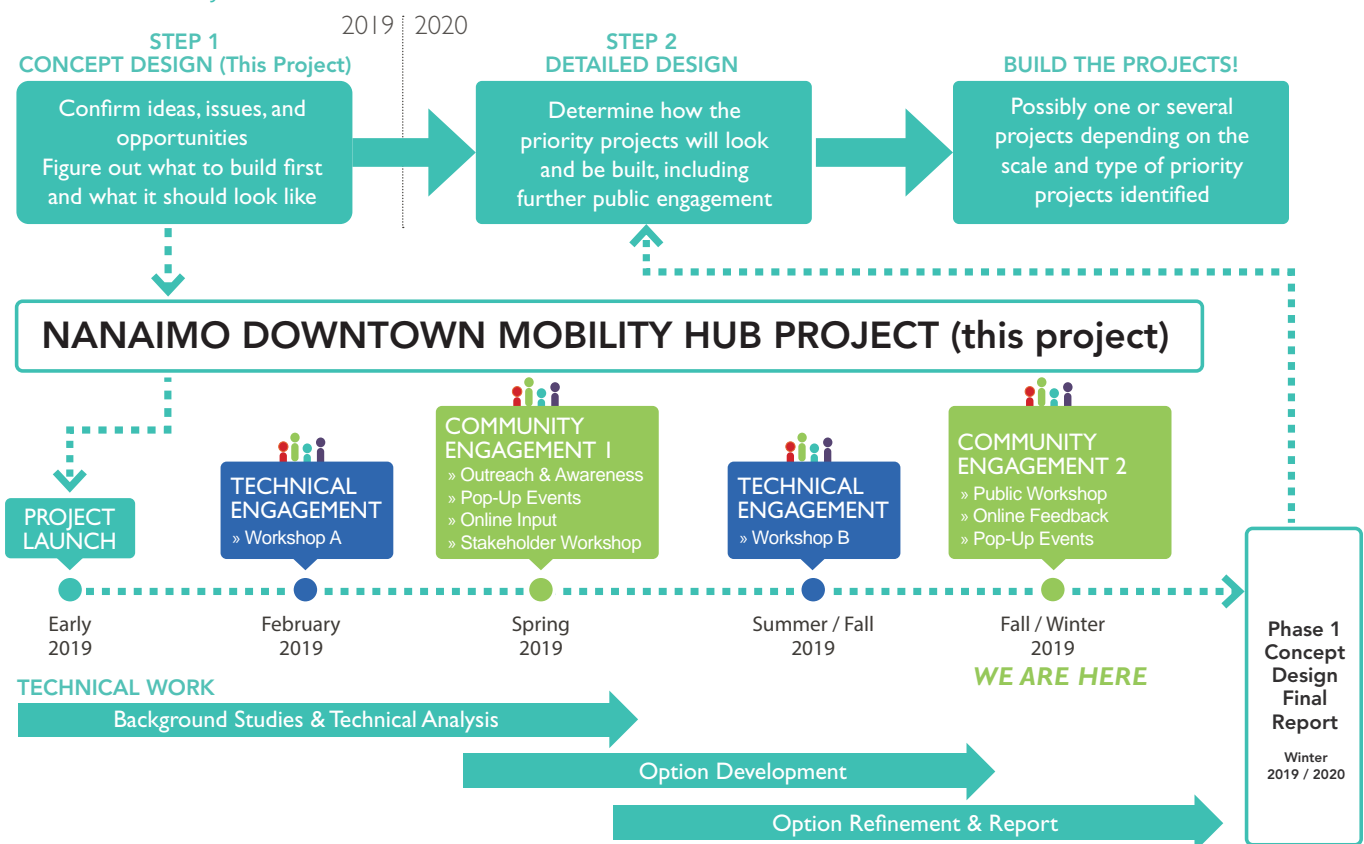 2019 2020
STEP 1
CONCEPT DESIGN (This Project)
Confirm ideas, issues, and
opportunities
Figure out what to build first
and what it should look like
STEP 2
DETAILED DESIGN
Determine how the
priority projects will look
and be built, including
further public engagement
BUILD THE PROJECTS!
Possibly one or several
projects depending on the
scale and type of priority
projects identified
NANAIMO DOWNTOWN MOBILITY HUB PROJECT (this project)
PROJECT
LAUNCH
Early
2019
TECHNICAL
ENGAGEMENT
» Workshop A
February
2019
COMMUNITY
ENGAGEMENT 1
» Outreach & Awareness
» Pop-Up Events
» Online Input
» Stakeholder Workshop
Spring
2019
TECHNICAL
ENGAGEMENT
» Workshop B
Summer / Fall
2019
COMMUNITY
ENGAGEMENT 2
» Public Workshop
» Online Feedback
» Pop-Up Events
Fall / Winter
2019
WE ARE HERE
Phase 1
Concept
Design
Final
Report
Winter
2019 / 2020
TECHNICAL WORK
Background Studies & Technical Analysis
Option Development
Option Refinement & Report